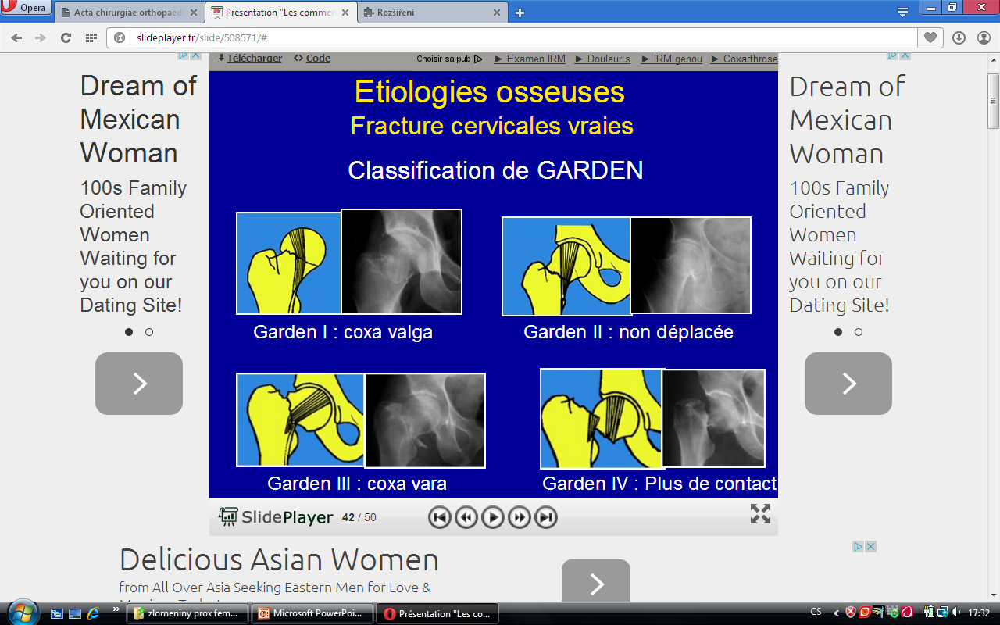 Opera
Acta chirurgiae orthopaed
Présentation "Les commen
Rozšíření
slideplayer.fr/slide/508571/#
Télécharger
<> Code
Choisir sa pub
► Examen IRM
► Douleur s
► IRM genou
► Coxarthrose
Dream of
Mexican
Woman
100s Family
Oriented
Women
Waiting for
you on our
Dating Site!
Etiologies osseuses
Fracture cervicales vraies
Classification de GARDEN
Garden I : coxa valga
Garden II : non déplacée
Garden III : coxa vara
Garden IV : Plus de contact
Dream of
Mexican
Woman
100s Family
Oriented
Women
Waiting for
you on our
Dating Site!
SlidePlayer
42 / 50
Delicious Asian Women
from All Over Asia Seeking Eastern Men for Love &
zlomeniny prox fem...
Microsoft PowerPoi...
Présentation "Les co...
CS
17:32